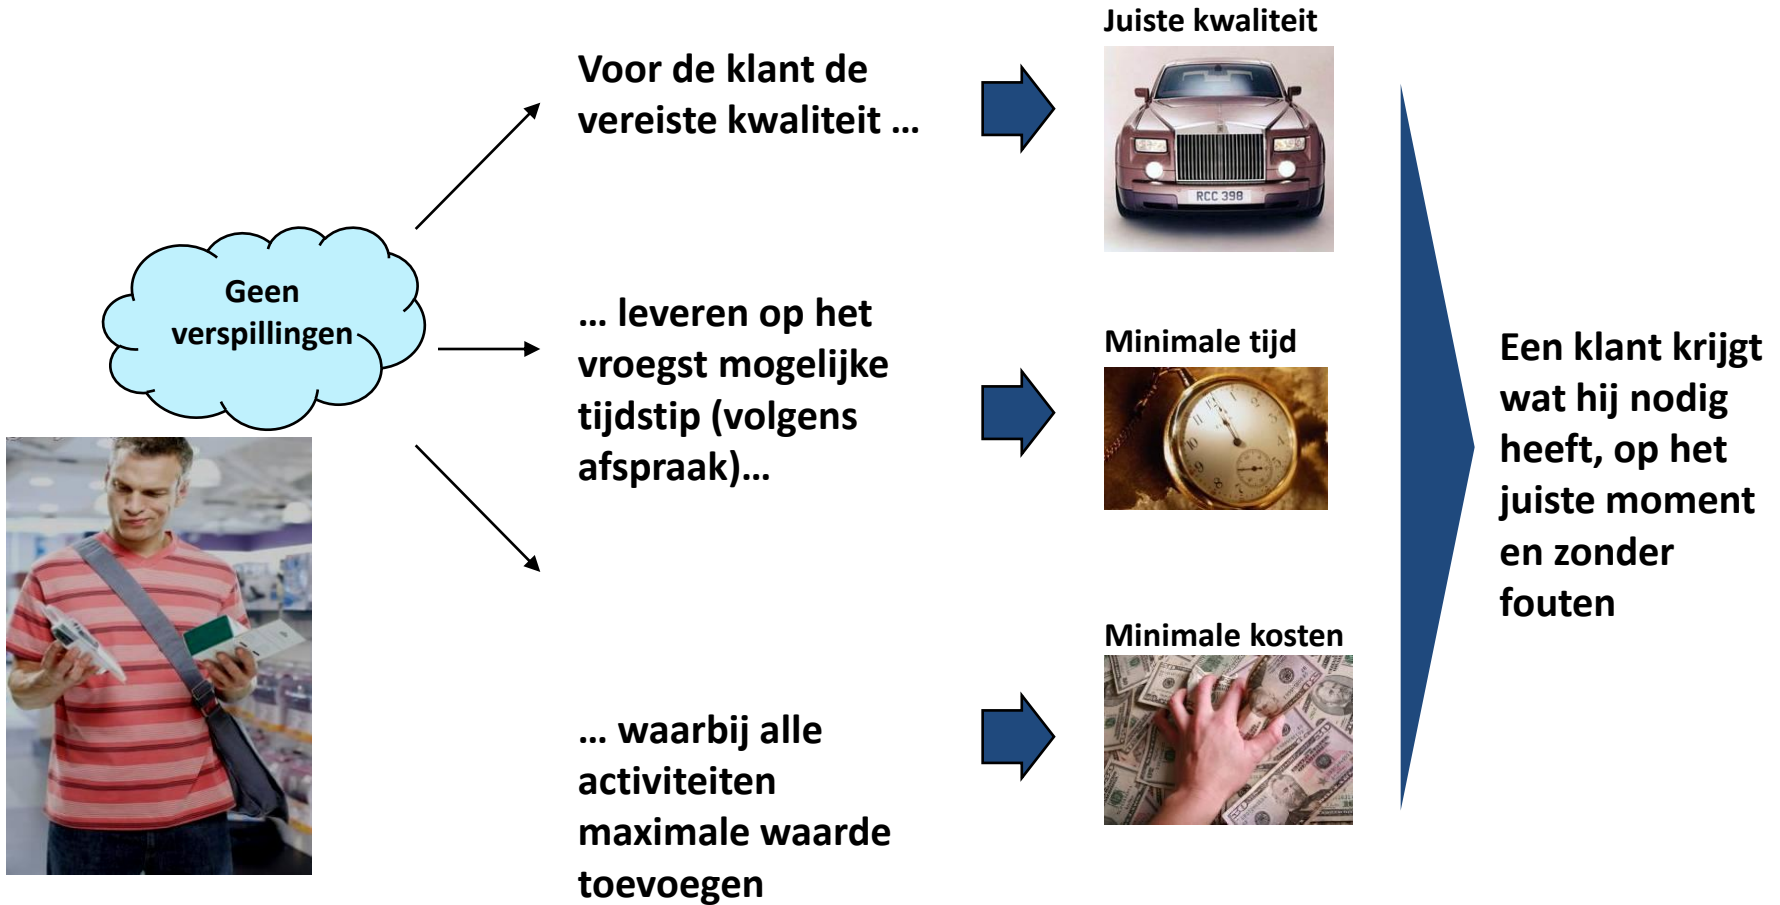 Geen
verspillingen
Voor de klant de
vereiste kwaliteit ...
... leveren op het
vroegst mogelijke
tijdstip (volgens
afspraak)...
... waarbij alle
activiteiten
maximale waarde
toevoegen
Juiste kwaliteit
RCC 398
Minimale tijd
Minimale kosten
Een klant krijgt
wat hij nodig
heeft, op het
juiste moment
en zonder
fouten